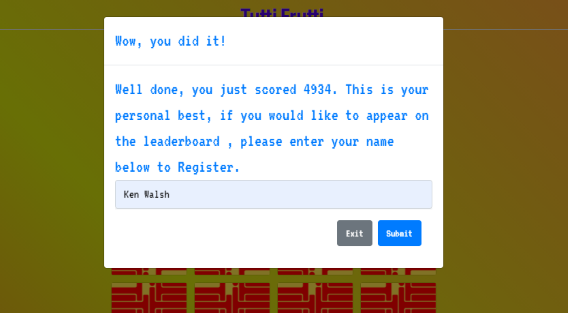 Tutti Frutti
Wow, you did it!
Well done, you just scored 4934. This is your
personal best, if you would like to appear on
the leaderboard , please enter your name
below to Register.
Ken Walsh
Exit Submit